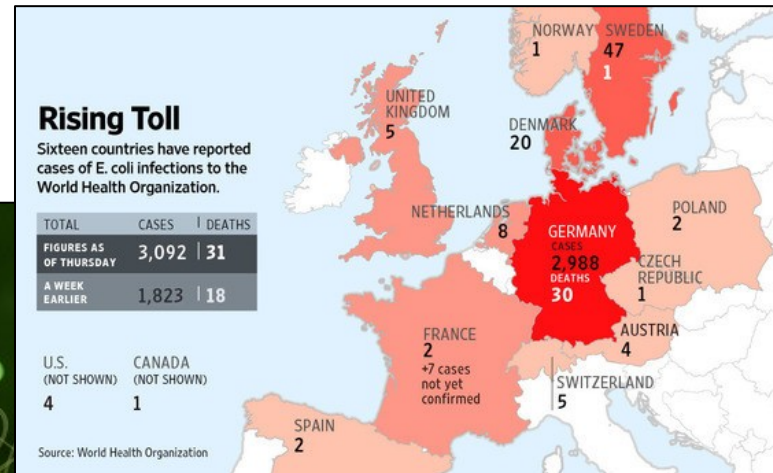 Rising Toll
Sixteen countries have reported
cases of E. coli infections to the
World Health Organization.
TOTAL CASES DEATHS
FIGURES AS
OF THURSDAY 3,092 31
A WEEK
EARLIER 1,823 18
U.S.
(NOT SHOWN)
4
CANADA
(NOT SHOWN)
1
Source: World Health Organization
NORWAY
1
SWEDEN
47
1
UNITED
KINGDOM
5
DENMARK
20
NETHERLANDS
8
GERMANY
CASES
2,988
DEATHS
30
POLAND
2
CZECH
REPUBLIC
1
AUSTRIA
4
FRANCE
2
+7 cases
not yet
confirmed
SWITZERLAND
5
SPAIN
2